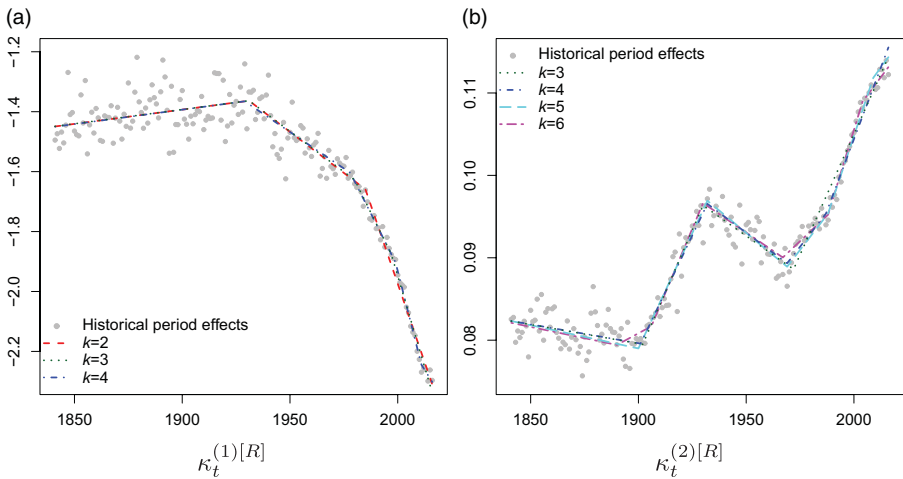 (a)
−1.2
−1.4
−1.6
−1.8
−2.0
−2.2
Historical period effects
k=2
k=3
k=4
1850
1900
1950
2000
κ_t^{(1)[R]}
(b)
0.11
0.10
0.09
0.08
Historical period effects
k=3
k=4
k=5
k=6
1850
1900
1950
2000
κ_t^{(2)[R]}